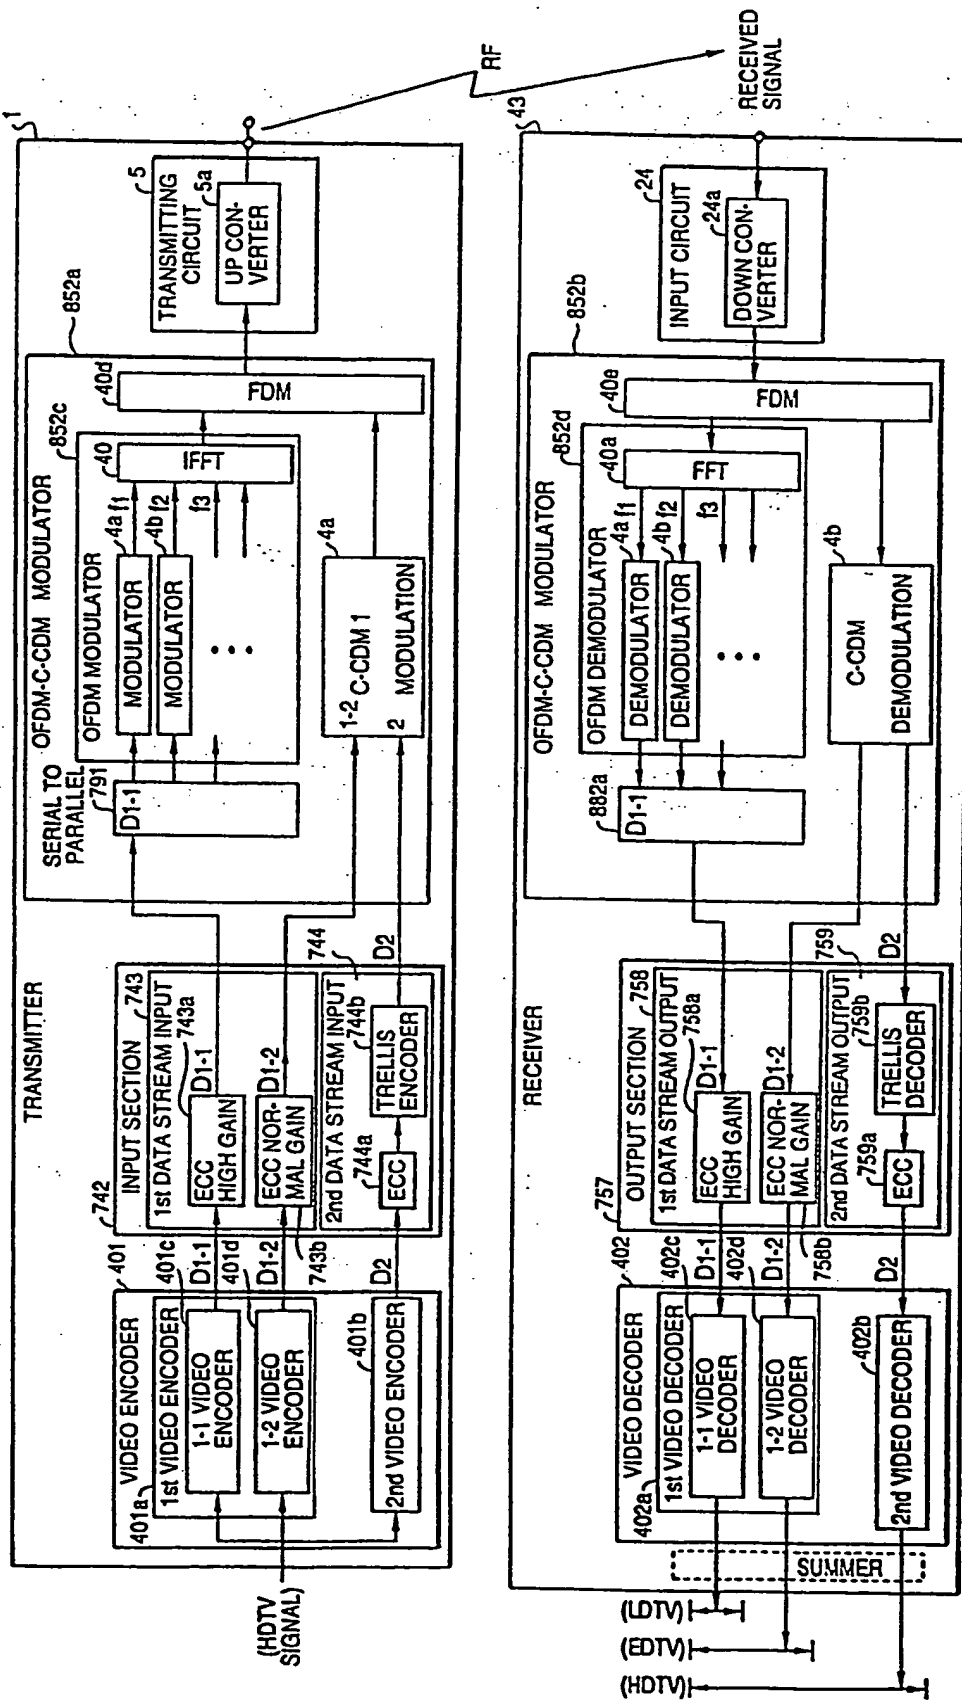 TRANSMITTER
1
(HDTV
SIGNAL)
VIDEO ENCODER
401
401a
1st VIDEO ENCODER
401c
1-1 VIDEO
ENCODER
401d
1-2 VIDEO
ENCODER
401b
2nd VIDEO ENCODER
D1-1
D1-2
D2
742
INPUT SECTION
743
1st DATA STREAM INPUT
743a
ECC
HIGH GAIN
ECC NOR-
MAL GAIN
743b
D1-1
D1-2
744
2nd DATA STREAM INPUT
744a
744b
ECC
TRELLIS
ENCODER
D2
OFDM-C-CDM MODULATOR
852a
SERIAL TO
PARALLEL
791
D1-1
OFDM MODULATOR
852c
4a
MODULATOR
f1
4b
MODULATOR
f2
f3
40
IFFT
4a
1-2
C-CDM 1
2
MODULATION
40d
FDM
TRANSMITTING
CIRCUIT
5
5a
UP CON-
VERTER
RF
RECEIVER
43
RECEIVED
SIGNAL
INPUT CIRCUIT
24
24a
DOWN CON-
VERTER
OFDM-C-CDM MODULATOR
852b
40e
FDM
OFDM DEMODULATOR
852d
40a
FFT
4a
DEMODULATOR
f1
4b
DEMODULATOR
f2
f3
882a
D1-1
4b
C-CDM
DEMODULATION
757
OUTPUT SECTION
758
1st DATA STREAM OUTPUT
758a
ECC
HIGH GAIN
ECC NOR-
MAL GAIN
758b
D1-1
D1-2
759
2nd DATA STREAM OUTPUT
759a
759b
ECC
TRELLIS
DECODER
D2
VIDEO DECODER
402
402a
1st VIDEO DECODER
402c
1-1 VIDEO
DECODER
402d
1-2 VIDEO
DECODER
402b
2nd VIDEO DECODER
D1-1
D1-2
D2
SUMMER
(LDTV)
(EDTV)
(HDTV)